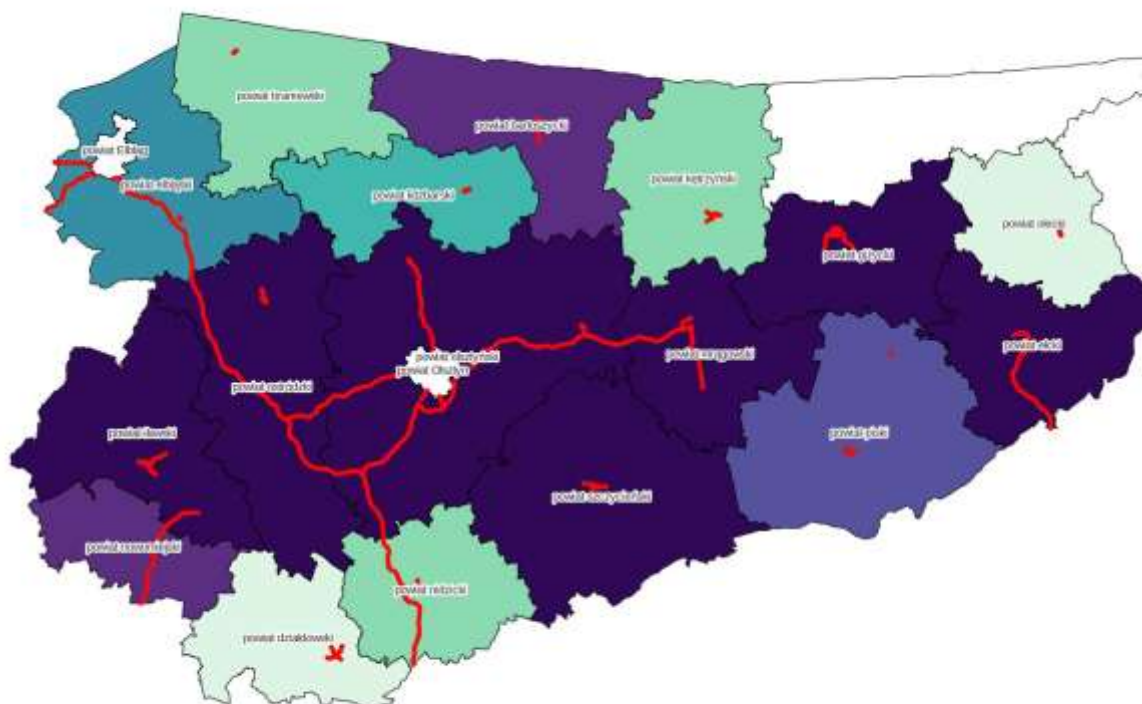 powiat braniewski
powiat bartoszycki
powiat Elbląg
powiat elbląski
powiat lidzbarski
powiat kętrzyński
powiat olecki
powiat giżycki
powiat olsztyński
powiat mrągowski
powiat ełcki
powiat Olsztyn
powiat ostródzki
powiat iławski
powiat piski
powiat szczycieński
powiat nowomiejski
powiat nidzicki
powiat działdowski